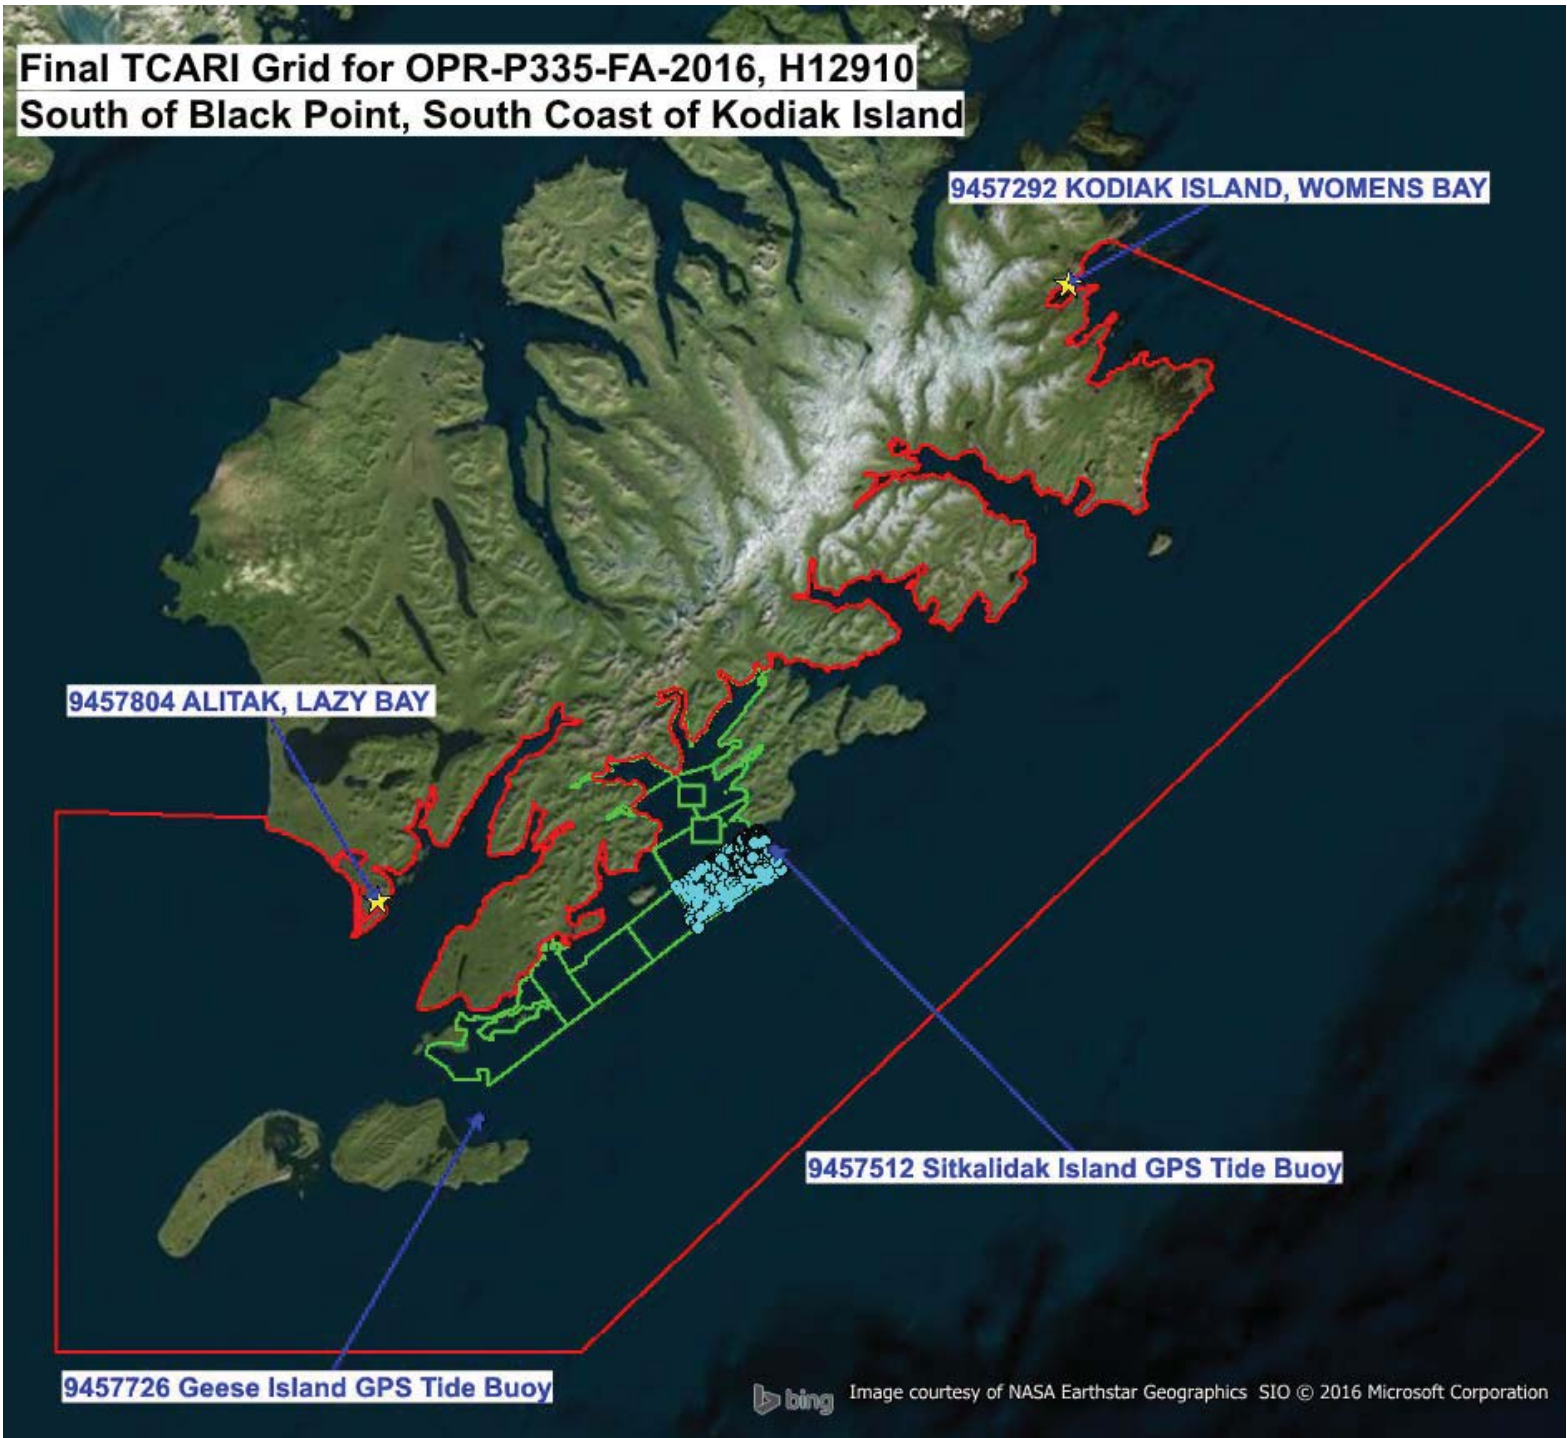 Final TCARI Grid for OPR-P335-FA-2016, H12910
South of Black Point, South Coast of Kodiak Island
9457292 KODIAK ISLAND, WOMENS BAY
9457804 ALITAK, LAZY BAY
9457512 Sitkalidak Island GPS Tide Buoy
9457726 Geese Island GPS Tide Buoy
bing
Image courtesy of NASA Earthstar Geographics SIO © 2016 Microsoft Corporation